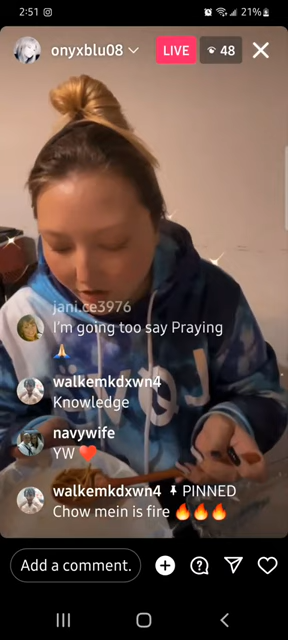 2:51 21%
onyxblu08 LIVE 48
jani.ce3976
I'm going too say Praying
🙏
walkemkdxwn4
Knowledge
navywife
YW ❤️
walkemkdxwn4 📌 PINNED
Chow mein is fire 🔥🔥🔥
Add a comment.